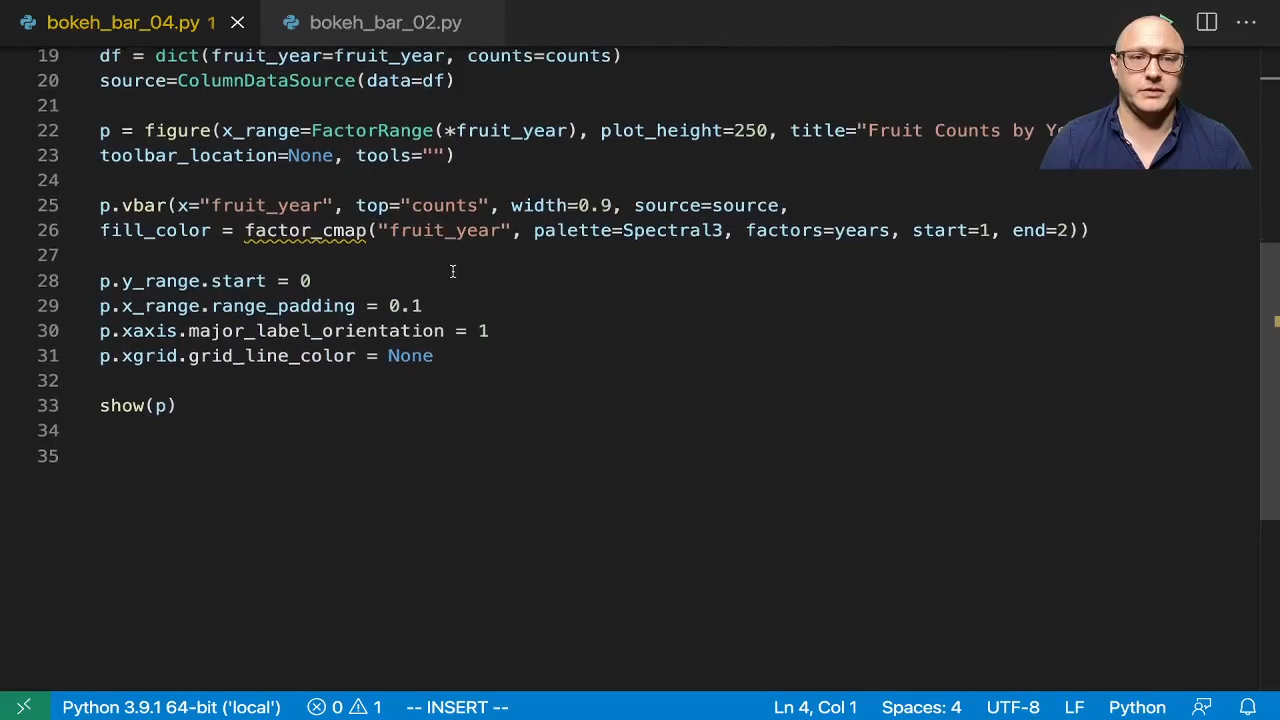 bokeh_bar_04.py 1 bokeh_bar_02.py
19 df = dict(fruit_year=fruit_year, counts=counts)
20 source=ColumnDataSource(data=df)
21
22 p = figure(x_range=FactorRange(*fruit_year), plot_height=250, title="Fruit Counts by
23 toolbar_location=None, tools="")
24
25 p.vbar(x="fruit_year", top="counts", width=0.9, source=source,
26 fill_color = factor_cmap("fruit_year", palette=Spectral3, factors=years, start=1, end=2))
27
28 p.y_range.start = 0
29 p.x_range.range_padding = 0.1
30 p.xaxis.major_label_orientation = 1
31 p.xgrid.grid_line_color = None
32
33 show(p)
34
35
Python 3.9.1 64-bit ('local') 0 1 -- INSERT -- Ln 4, Col 1 Spaces: 4 UTF-8 LF Python